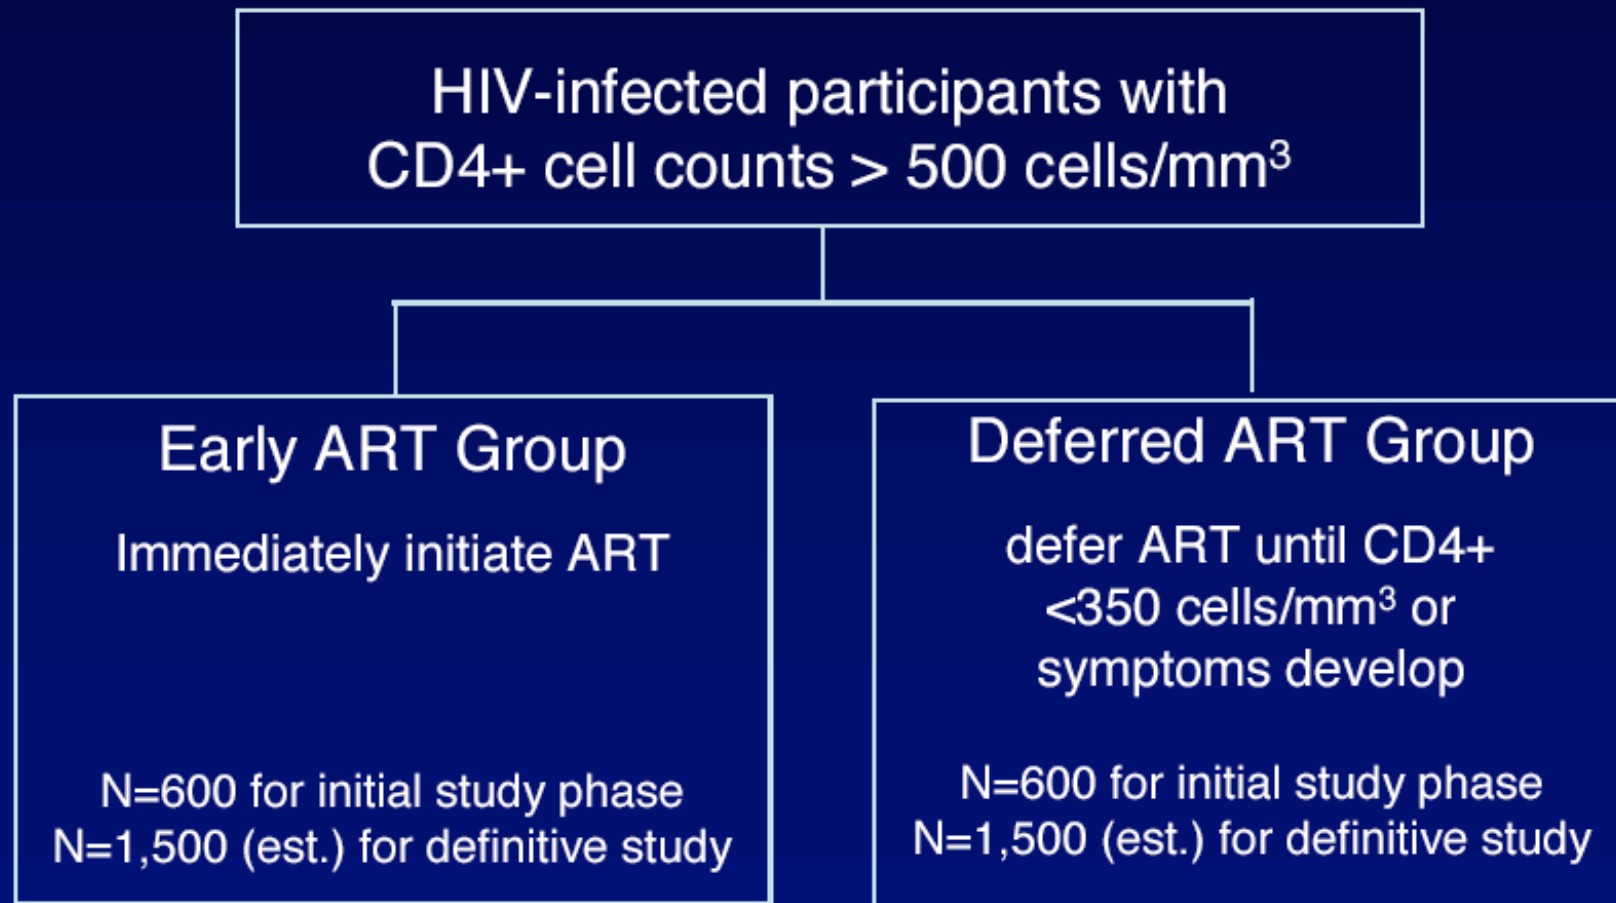 HIV-infected participants with
CD4+ cell counts > 500 cells/mm³
Early ART Group
Immediately initiate ART
N=600 for initial study phase
N=1,500 (est.) for definitive study
Deferred ART Group
defer ART until CD4+
<350 cells/mm³ or
symptoms develop
N=600 for initial study phase
N=1,500 (est.) for definitive study